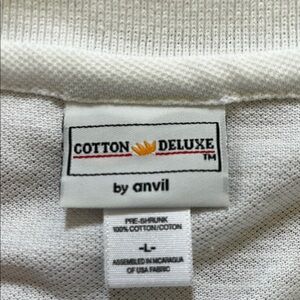 COTTON DELUXE
TM
by anvil
PRE-SHRUNK
100% COTTON/COTON
-L-
ASSEMBLED IN NICARAGUA
OF USA FABRIC